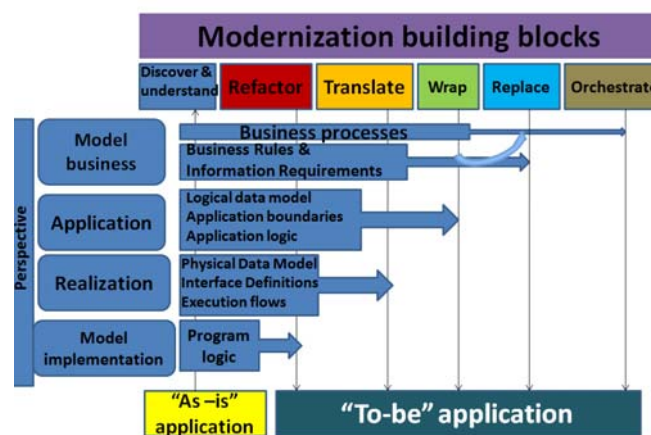 Modernization building blocks
Discover &
understand
Refactor
Translate
Wrap
Replace
Orchestrate
Perspective
Model
business
Business processes
Business Rules &
Information Requirements
Application
Logical data model
Application boundaries
Application logic
Realization
Physical Data Model
Interface Definitions
Execution flows
Model
implementation
Program
logic
“As –is”
application
“To-be” application